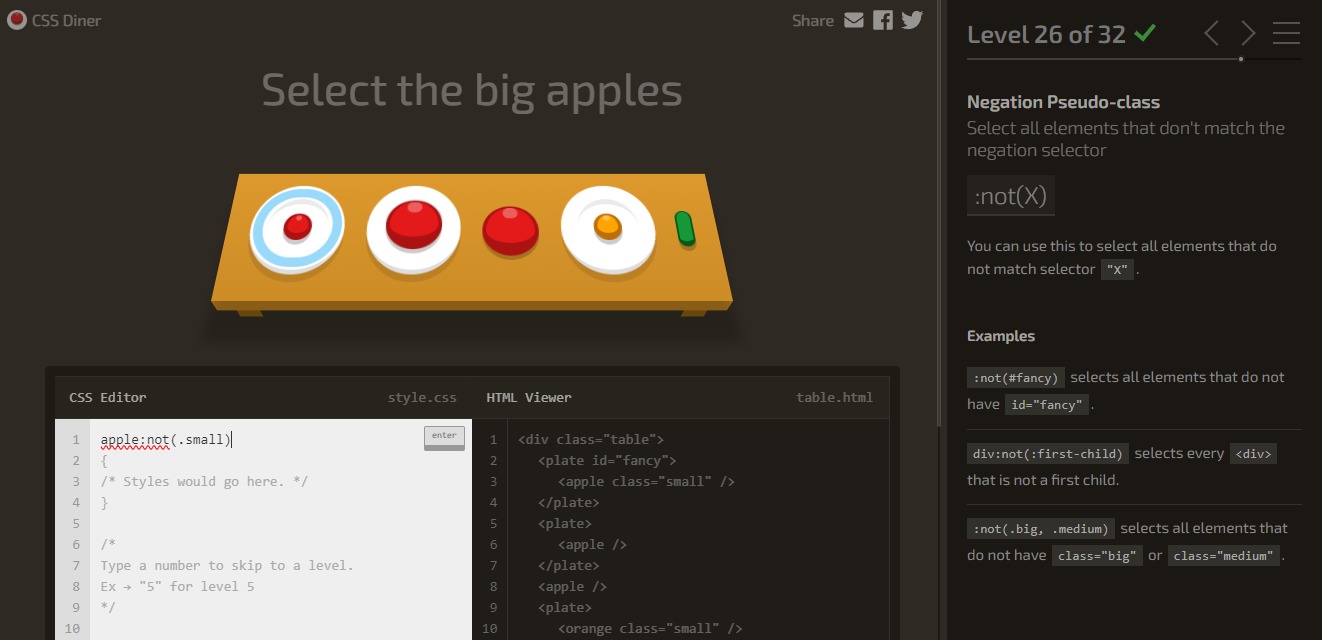 CSS Diner
Share
Select the big apples
CSS Editor
style.css
HTML Viewer
table.html
1 apple:not(.small)
enter
2 {
3 /* Styles would go here. */
4 }
5
6 /*
7 Type a number to skip to a level.
8 Ex → "5" for level 5
9 */
10
1 <div class="table">
2 <plate id="fancy">
3 <apple class="small" />
4 </plate>
5 <plate>
6 <apple />
7 </plate>
8 <apple />
9 <plate>
10 <orange class="small" />
Level 26 of 32
Negation Pseudo-class
Select all elements that don't match the
negation selector
:not(X)
You can use this to select all elements that do
not match selector "X" .
Examples
:not(#fancy) selects all elements that do not
have id="fancy" .
div:not(:first-child) selects every <div>
that is not a first child.
:not(.big, .medium) selects all elements that
do not have class="big" or class="medium" .